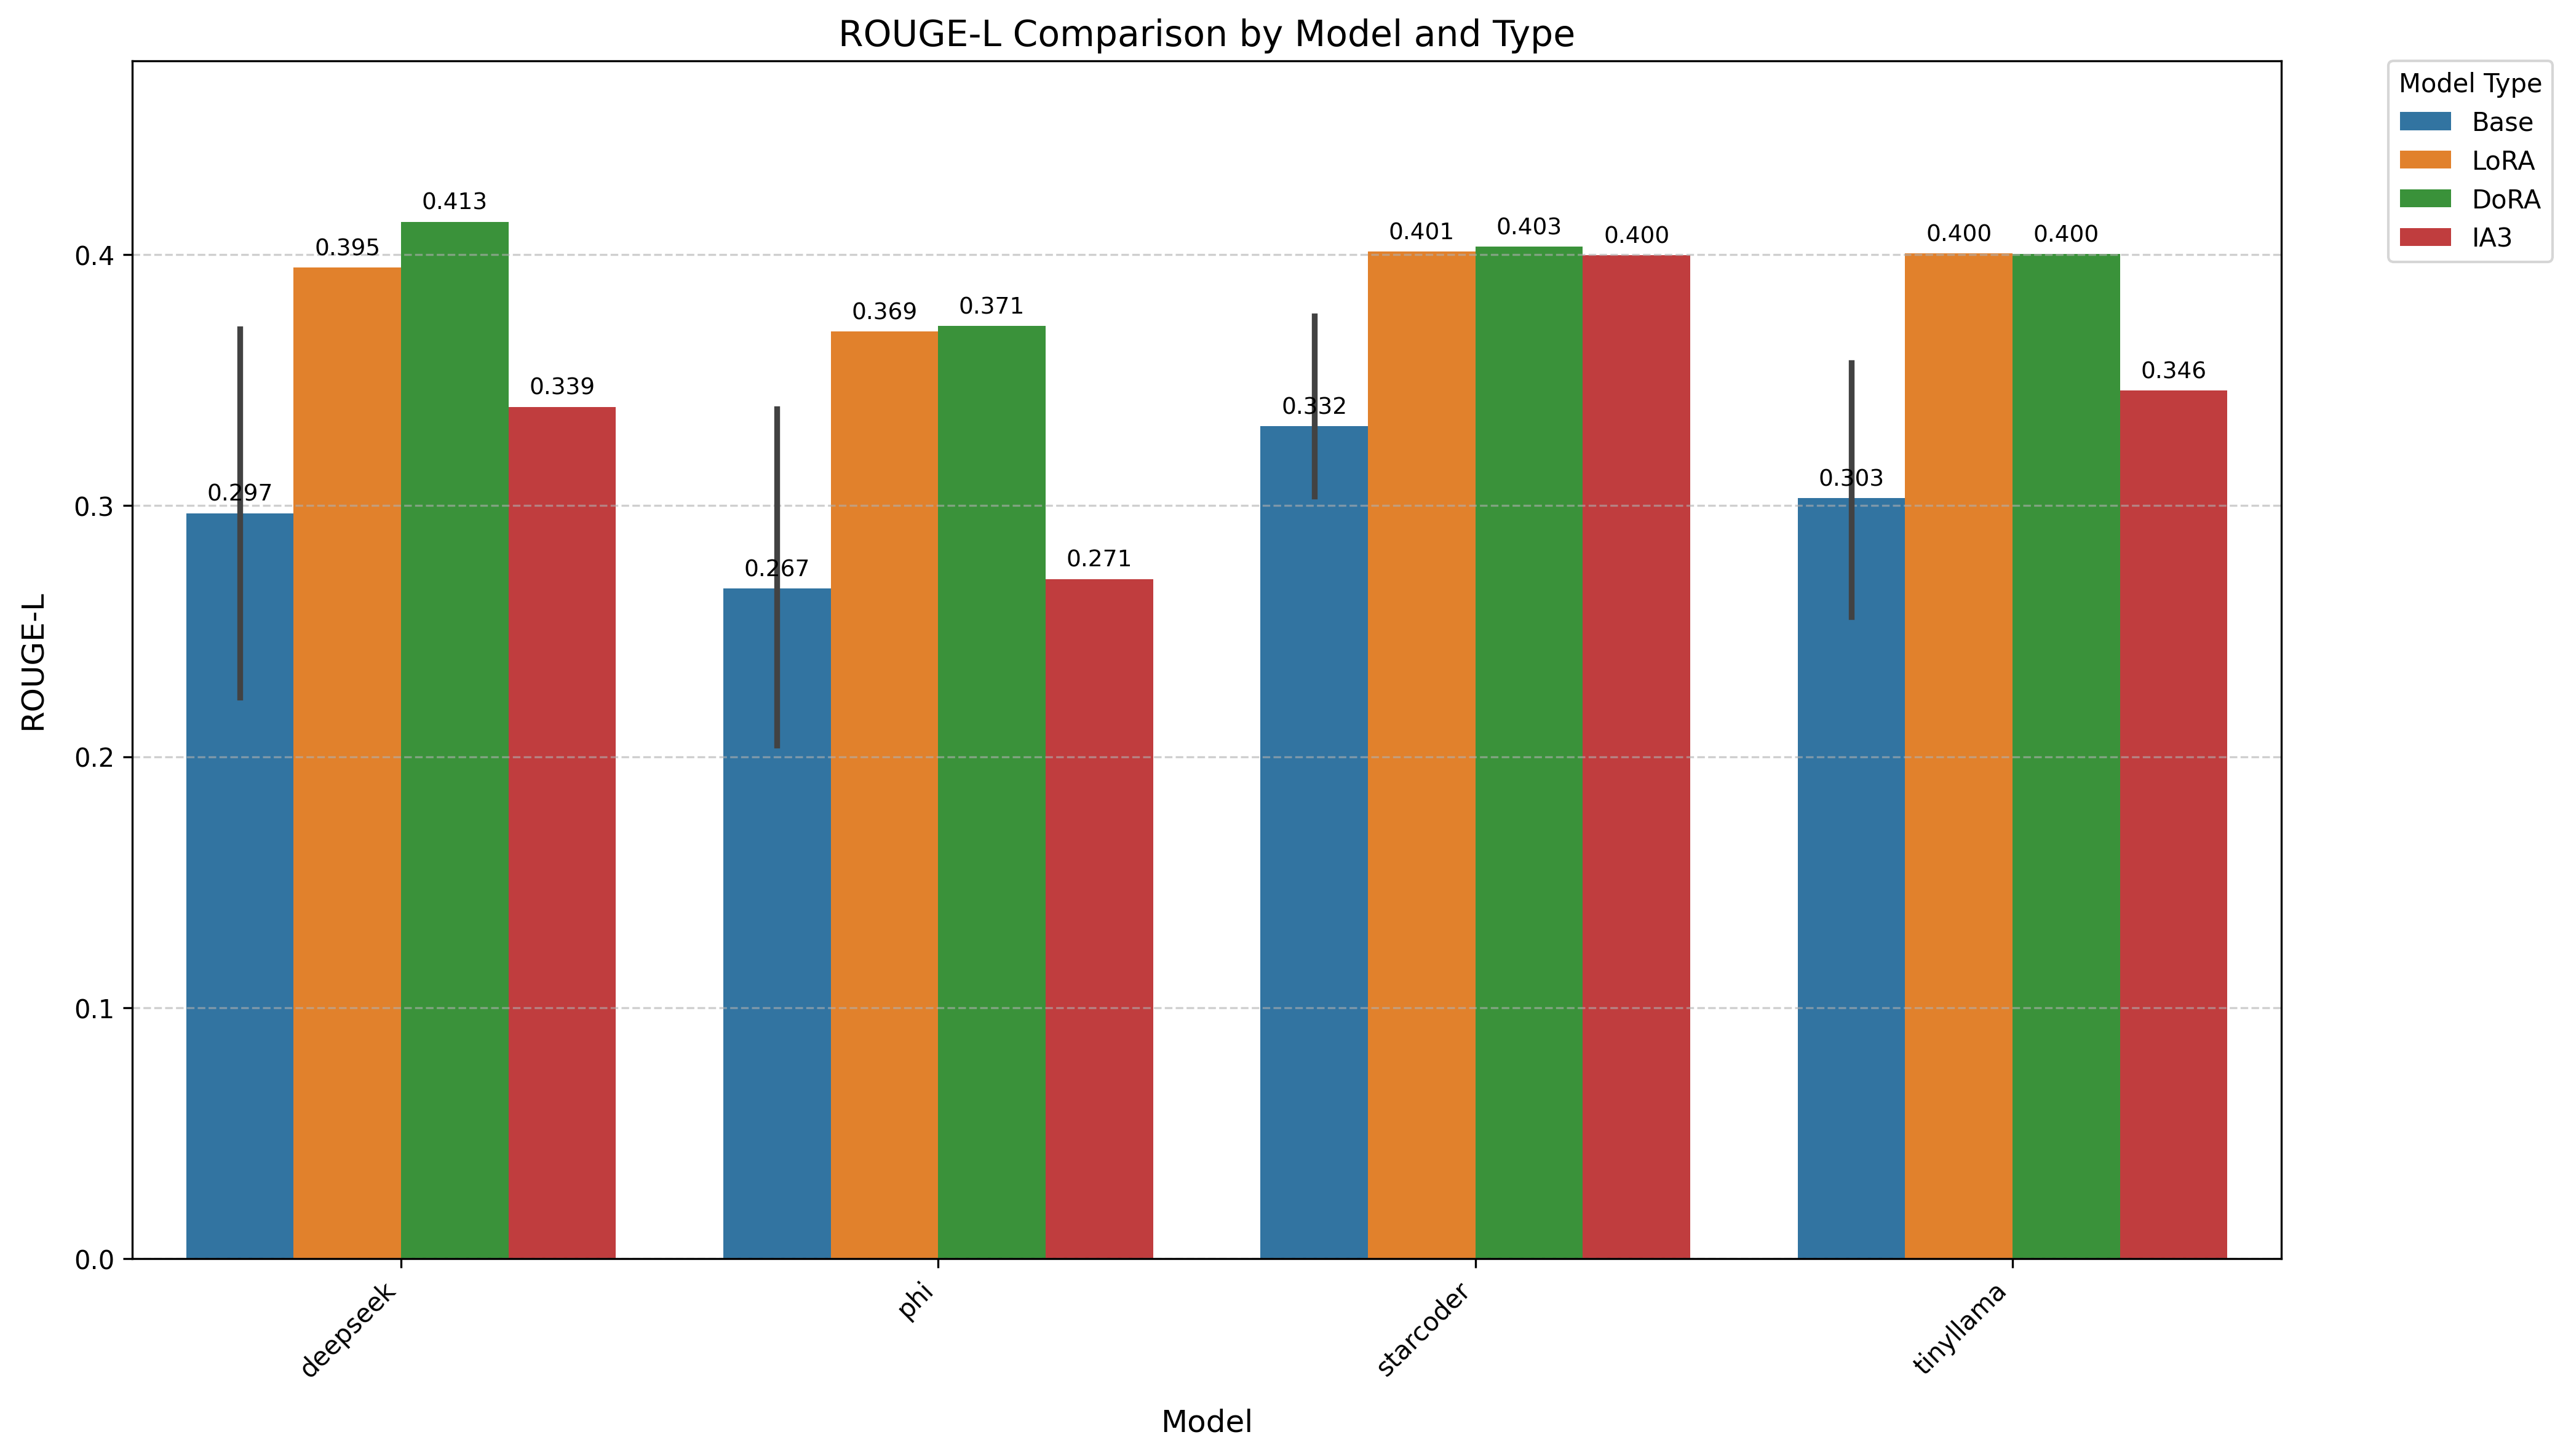 ROUGE-L Comparison by Model and Type
Model Type
Base
LoRA
DoRA
IA3
ROUGE-L
0.4
0.3
0.2
0.1
0.0
0.297
0.395
0.413
0.339
0.267
0.369
0.371
0.271
0.332
0.401
0.403
0.400
0.303
0.400
0.400
0.346
deepseek
phi
starcoder
tinyllama
Model